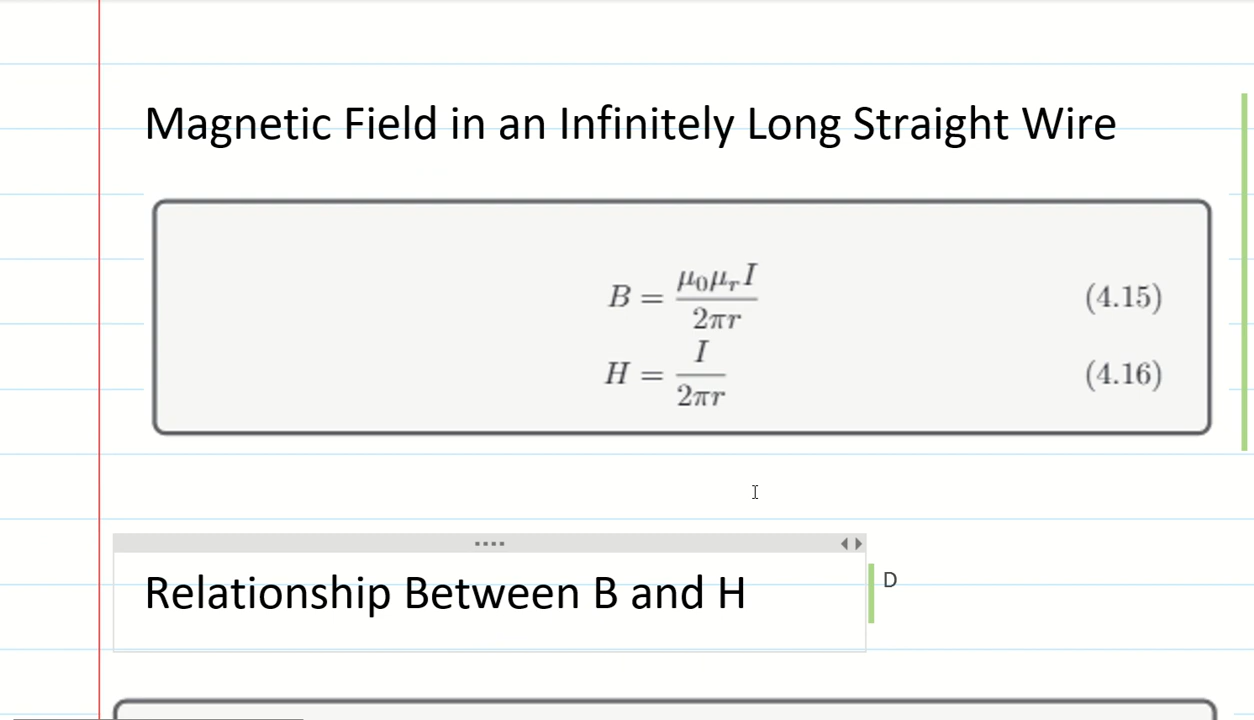 Magnetic Field in an Infinitely Long Straight Wire
B = μ₀μᵣI / 2πr (4.15)
H = I / 2πr (4.16)
Relationship Between B and H
D